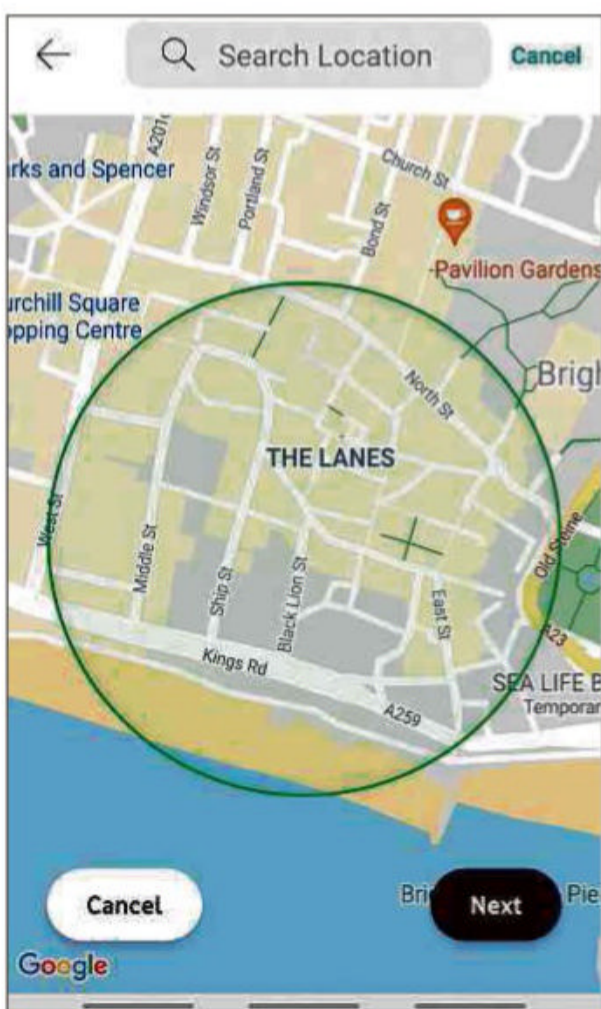 Search Location
Cancel
A201
Church St
rks and Spencer
Windsor St
Portland St
Bond St
Pavilion Gardens
urchill Square
opping Centre
Brigh
North St
THE LANES
West St
Middle St
Ship St
Black Lion St
East St
Old Steine
A23
Kings Rd
A259
SEA LIFE B
Temporar
Cancel
Bri
Next
Pie
Google